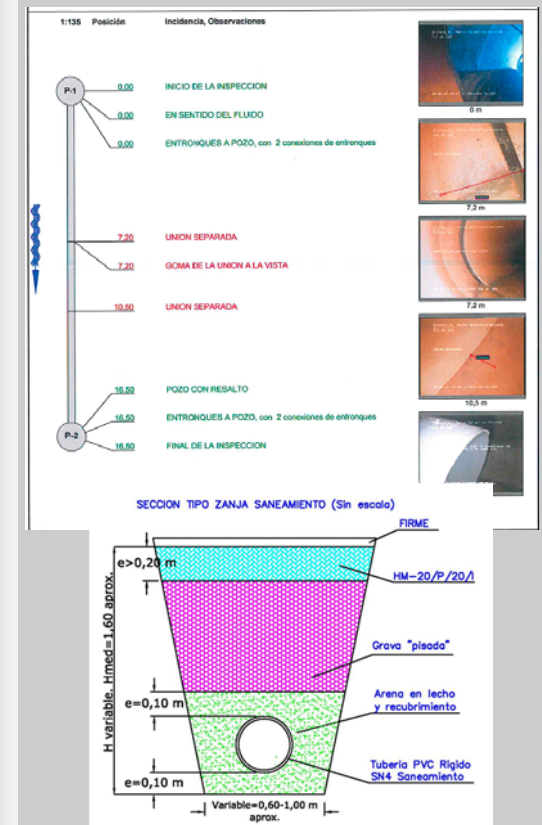 1:135 Posición Incidencia, Observaciones
P-1
0,00 INICIO DE LA INSPECCION
0,00 EN SENTIDO DEL FLUIDO
0,00 ENTRONQUES A POZO, con 2 conexiones de entronques
0 m
7,2 m
7,20 UNION SEPARADA
7,20 GOMA DE LA UNION A LA VISTA
7,2 m
10,50 UNION SEPARADA
10,5 m
16,50 POZO CON RESALTO
16,50 ENTRONQUES A POZO, con 2 conexiones de entronques
P-2
16,50 FINAL DE LA INSPECCION
SECCION TIPO ZANJA SANEAMIENTO (Sin escala)
FIRME
e>0,20 m
HM-20/P/20/I
H variable. Hmed=1,60 aprox.
Grava "pisada"
e=0,10 m
Arena en lecho
y recubrimiento
e=0,10 m
Tuberia PVC Rigido
SN4 Saneamiento
Variable=0,60-1,00 m
aprox.